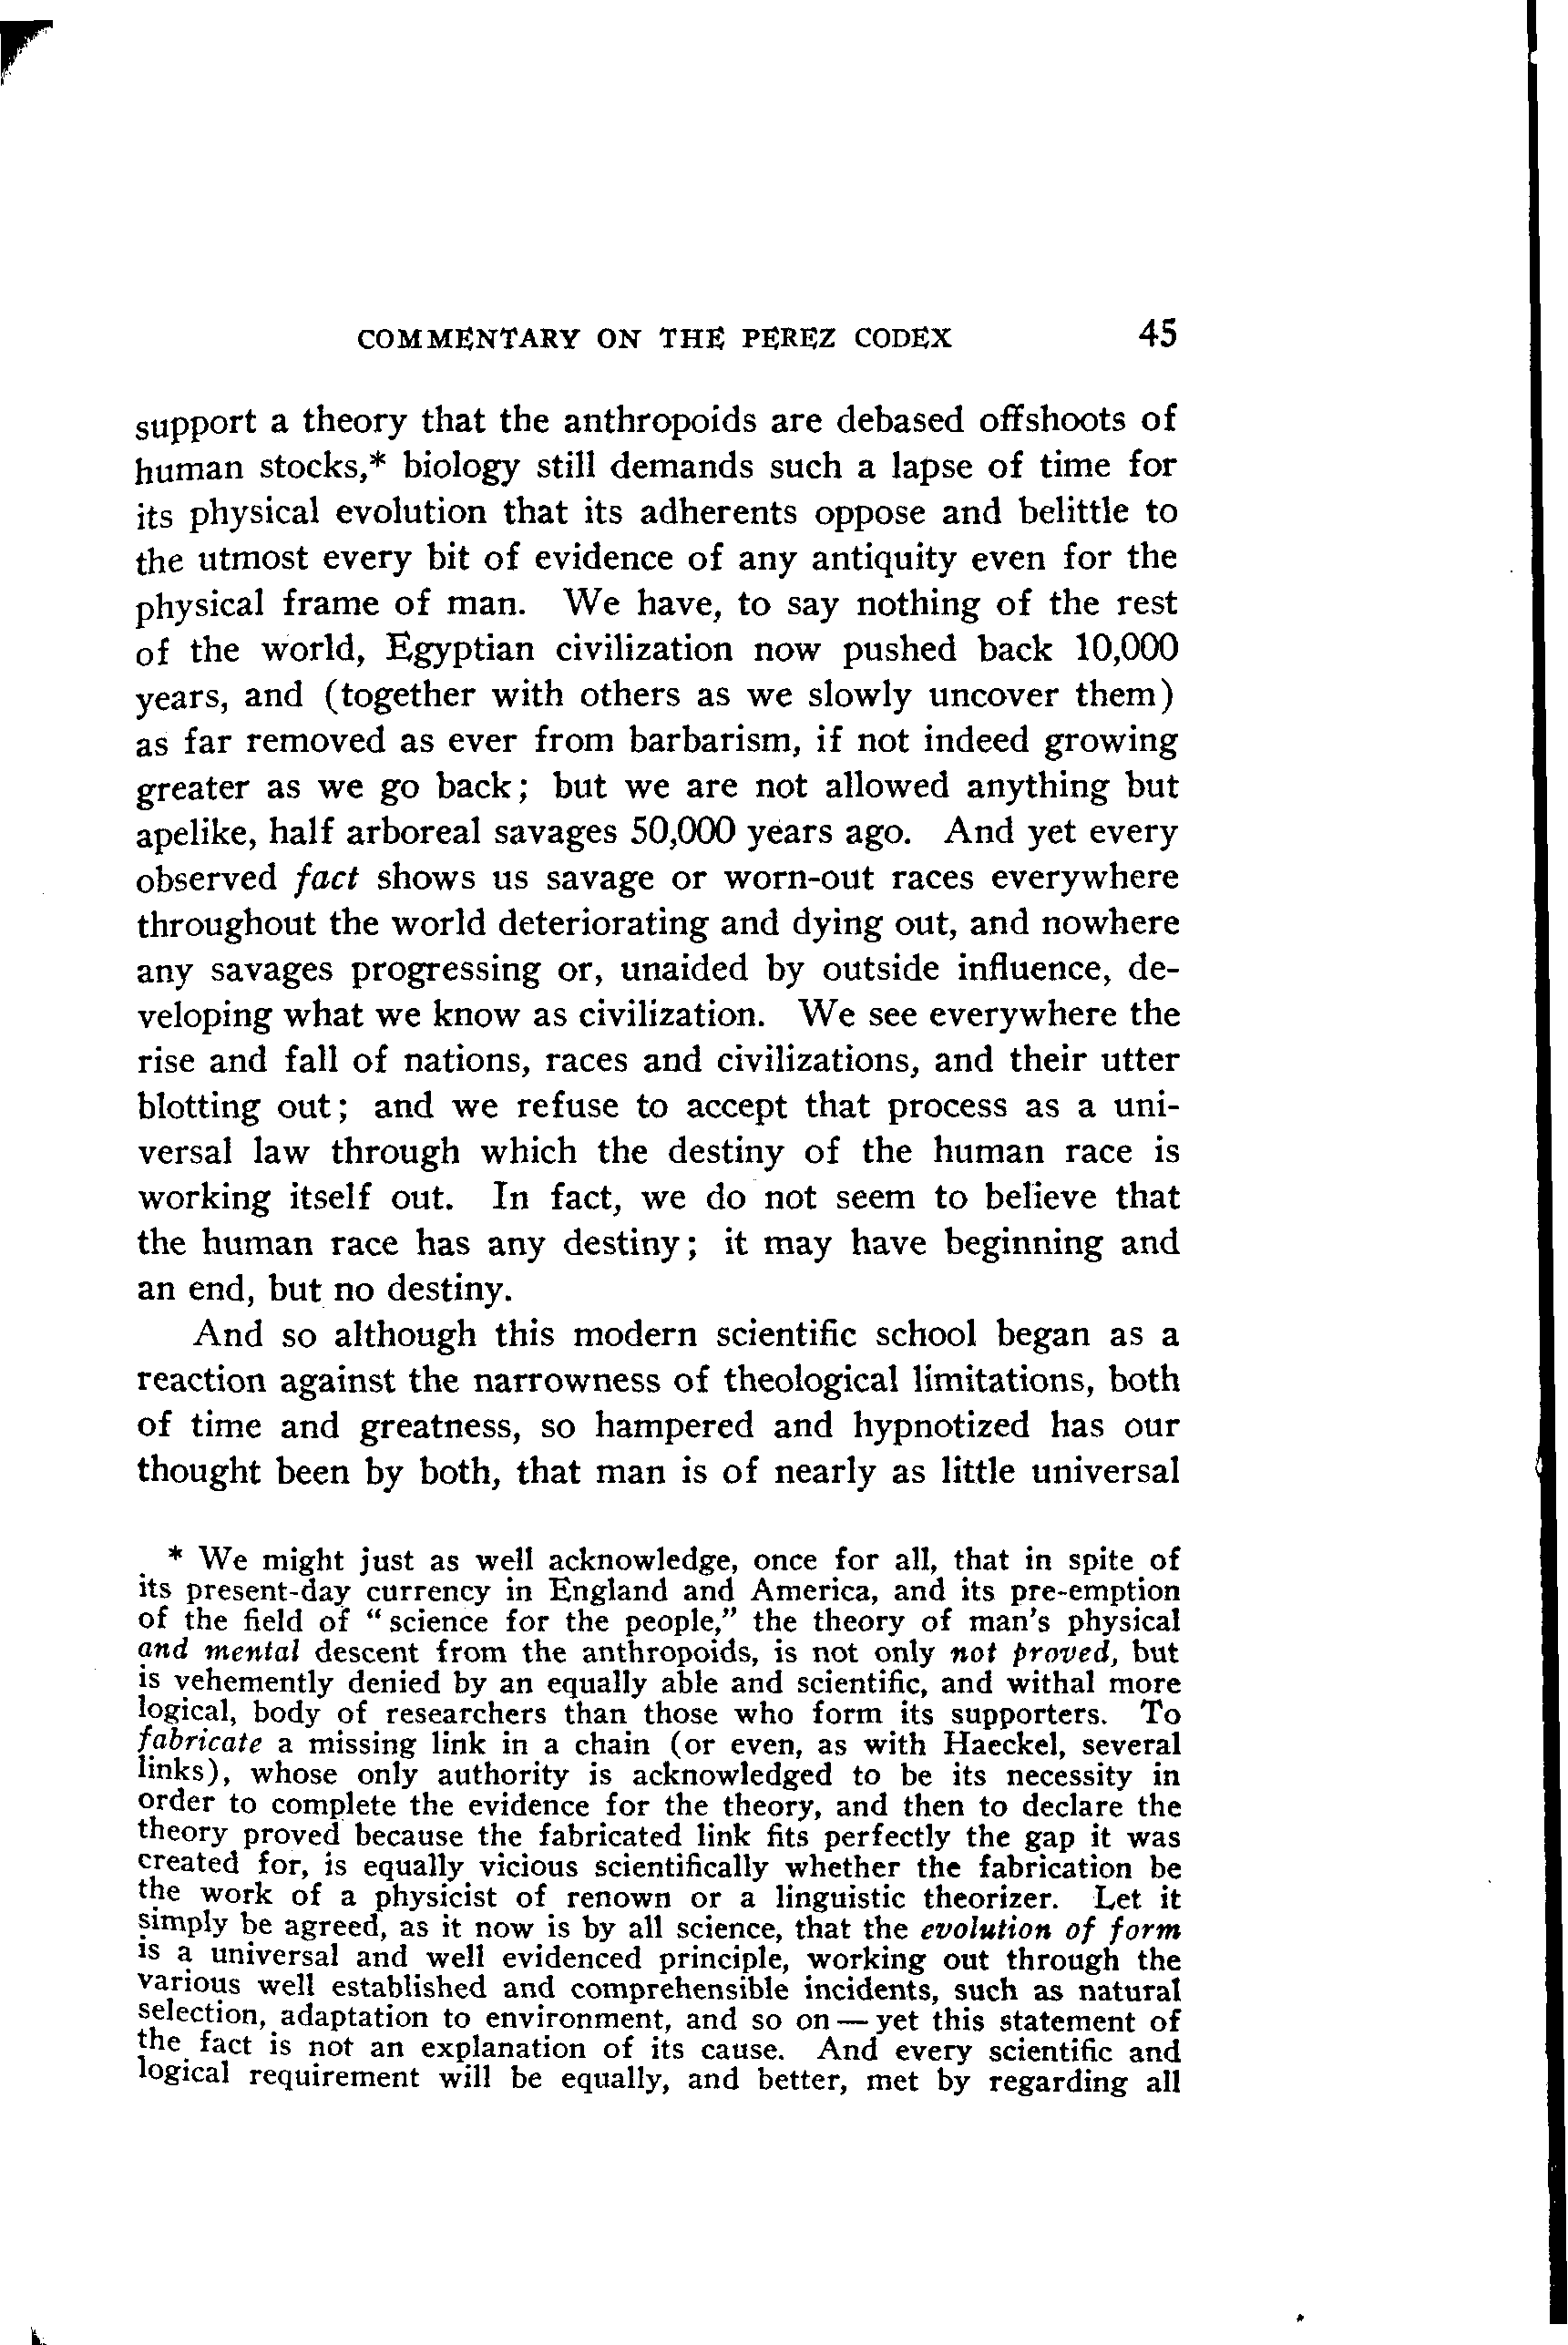 COMMENTARY ON THE PEREZ CODEX 45
support a theory that the anthropoids are debased offshoots of
human stocks,* biology still demands such a lapse of time for
its physical evolution that its adherents oppose and belittle to
the utmost every bit of evidence of any antiquity even for the
physical frame of man. We have, to say nothing of the rest
of the world, Egyptian civilization now pushed back 10,000
years, and (together with others as we slowly uncover them)
as far removed as ever from barbarism, if not indeed growing
greater as we go back; but we are not allowed anything but
apelike, half arboreal savages 50,000 years ago. And yet every
observed fact shows us savage or worn-out races everywhere
throughout the world deteriorating and dying out, and nowhere
any savages progressing or, unaided by outside influence, de-
veloping what we know as civilization. We see everywhere the
rise and fall of nations, races and civilizations, and their utter
blotting out; and we refuse to accept that process as a uni-
versal law through which the destiny of the human race is
working itself out. In fact, we do not seem to believe that
the human race has any destiny; it may have beginning and
an end, but no destiny.
And so although this modern scientific school began as a
reaction against the narrowness of theological limitations, both
of time and greatness, so hampered and hypnotized has our
thought been by both, that man is of nearly as little universal
* We might just as well acknowledge, once for all, that in spite of
its present-day currency in England and America, and its pre-emption
of the field of "science for the people," the theory of man's physical
and mental descent from the anthropoids, is not only not proved, but
is vehemently denied by an equally able and scientific, and withal more
logical, body of researchers than those who form its supporters. To
fabricate a missing link in a chain (or even, as with Haeckel, several
links), whose only authority is acknowledged to be its necessity in
order to complete the evidence for the theory, and then to declare the
theory proved because the fabricated link fits perfectly the gap it was
created for, is equally vicious scientifically whether the fabrication be
the work of a physicist of renown or a linguistic theorizer. Let it
simply be agreed, as it now is by all science, that the evolution of form
is a universal and well evidenced principle, working out through the
various well established and comprehensible incidents, such as natural
selection, adaptation to environment, and so on—yet this statement of
the fact is not an explanation of its cause. And every scientific and
logical requirement will be equally, and better, met by regarding all